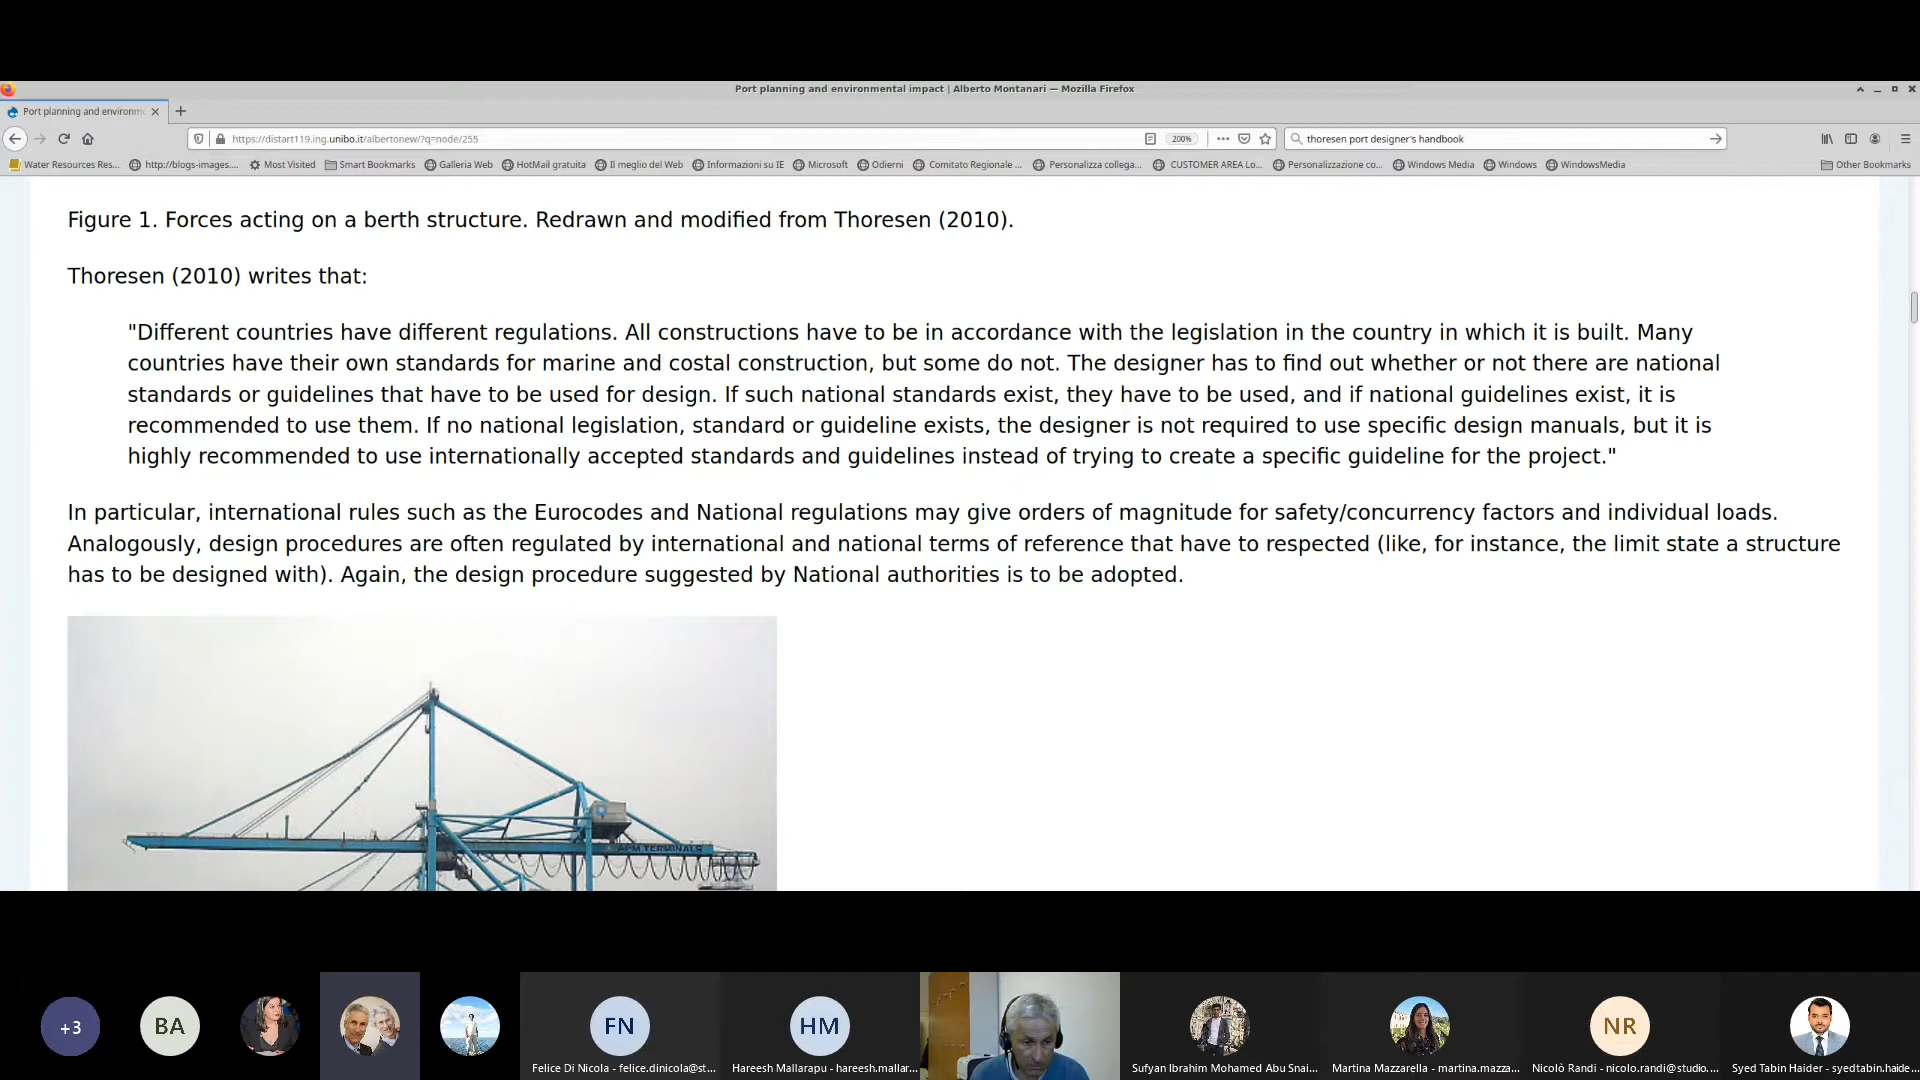 Port planning and environmental impact | Alberto Montanari — Mozilla Firefox
Port planning and environm
https://distart119.ing.unibo.it/albertonew/?q=node/255
200%
thoresen port designer's handbook
Water Resources Res...
http://blogs-images....
Most Visited
Smart Bookmarks
Galleria Web
HotMail gratuita
Il meglio del Web
Informazioni su IE
Microsoft
Odierni
Comitato Regionale ...
Personalizza collega...
CUSTOMER AREA Lo...
Personalizzazione co...
Windows Media
Windows
WindowsMedia
Other Bookmarks
Figure 1. Forces acting on a berth structure. Redrawn and modified from Thoresen (2010).
Thoresen (2010) writes that:
"Different countries have different regulations. All constructions have to be in accordance with the legislation in the country in which it is built. Many
countries have their own standards for marine and costal construction, but some do not. The designer has to find out whether or not there are national
standards or guidelines that have to be used for design. If such national standards exist, they have to be used, and if national guidelines exist, it is
recommended to use them. If no national legislation, standard or guideline exists, the designer is not required to use specific design manuals, but it is
highly recommended to use internationally accepted standards and guidelines instead of trying to create a specific guideline for the project."
In particular, international rules such as the Eurocodes and National regulations may give orders of magnitude for safety/concurrency factors and individual loads.
Analogously, design procedures are often regulated by international and national terms of reference that have to respected (like, for instance, the limit state a structure
has to be designed with). Again, the design procedure suggested by National authorities is to be adopted.
APM TERMINALS
+3
BA
FN
HM
NR
Felice Di Nicola - felice.dinicola@st...
Hareesh Mallarapu - hareesh.mallar...
Sufyan Ibrahim Mohamed Abu Snai...
Martina Mazzarella - martina.mazza...
Nicolò Randi - nicolo.randi@studio....
Syed Tabin Haider - syedtabin.haide...